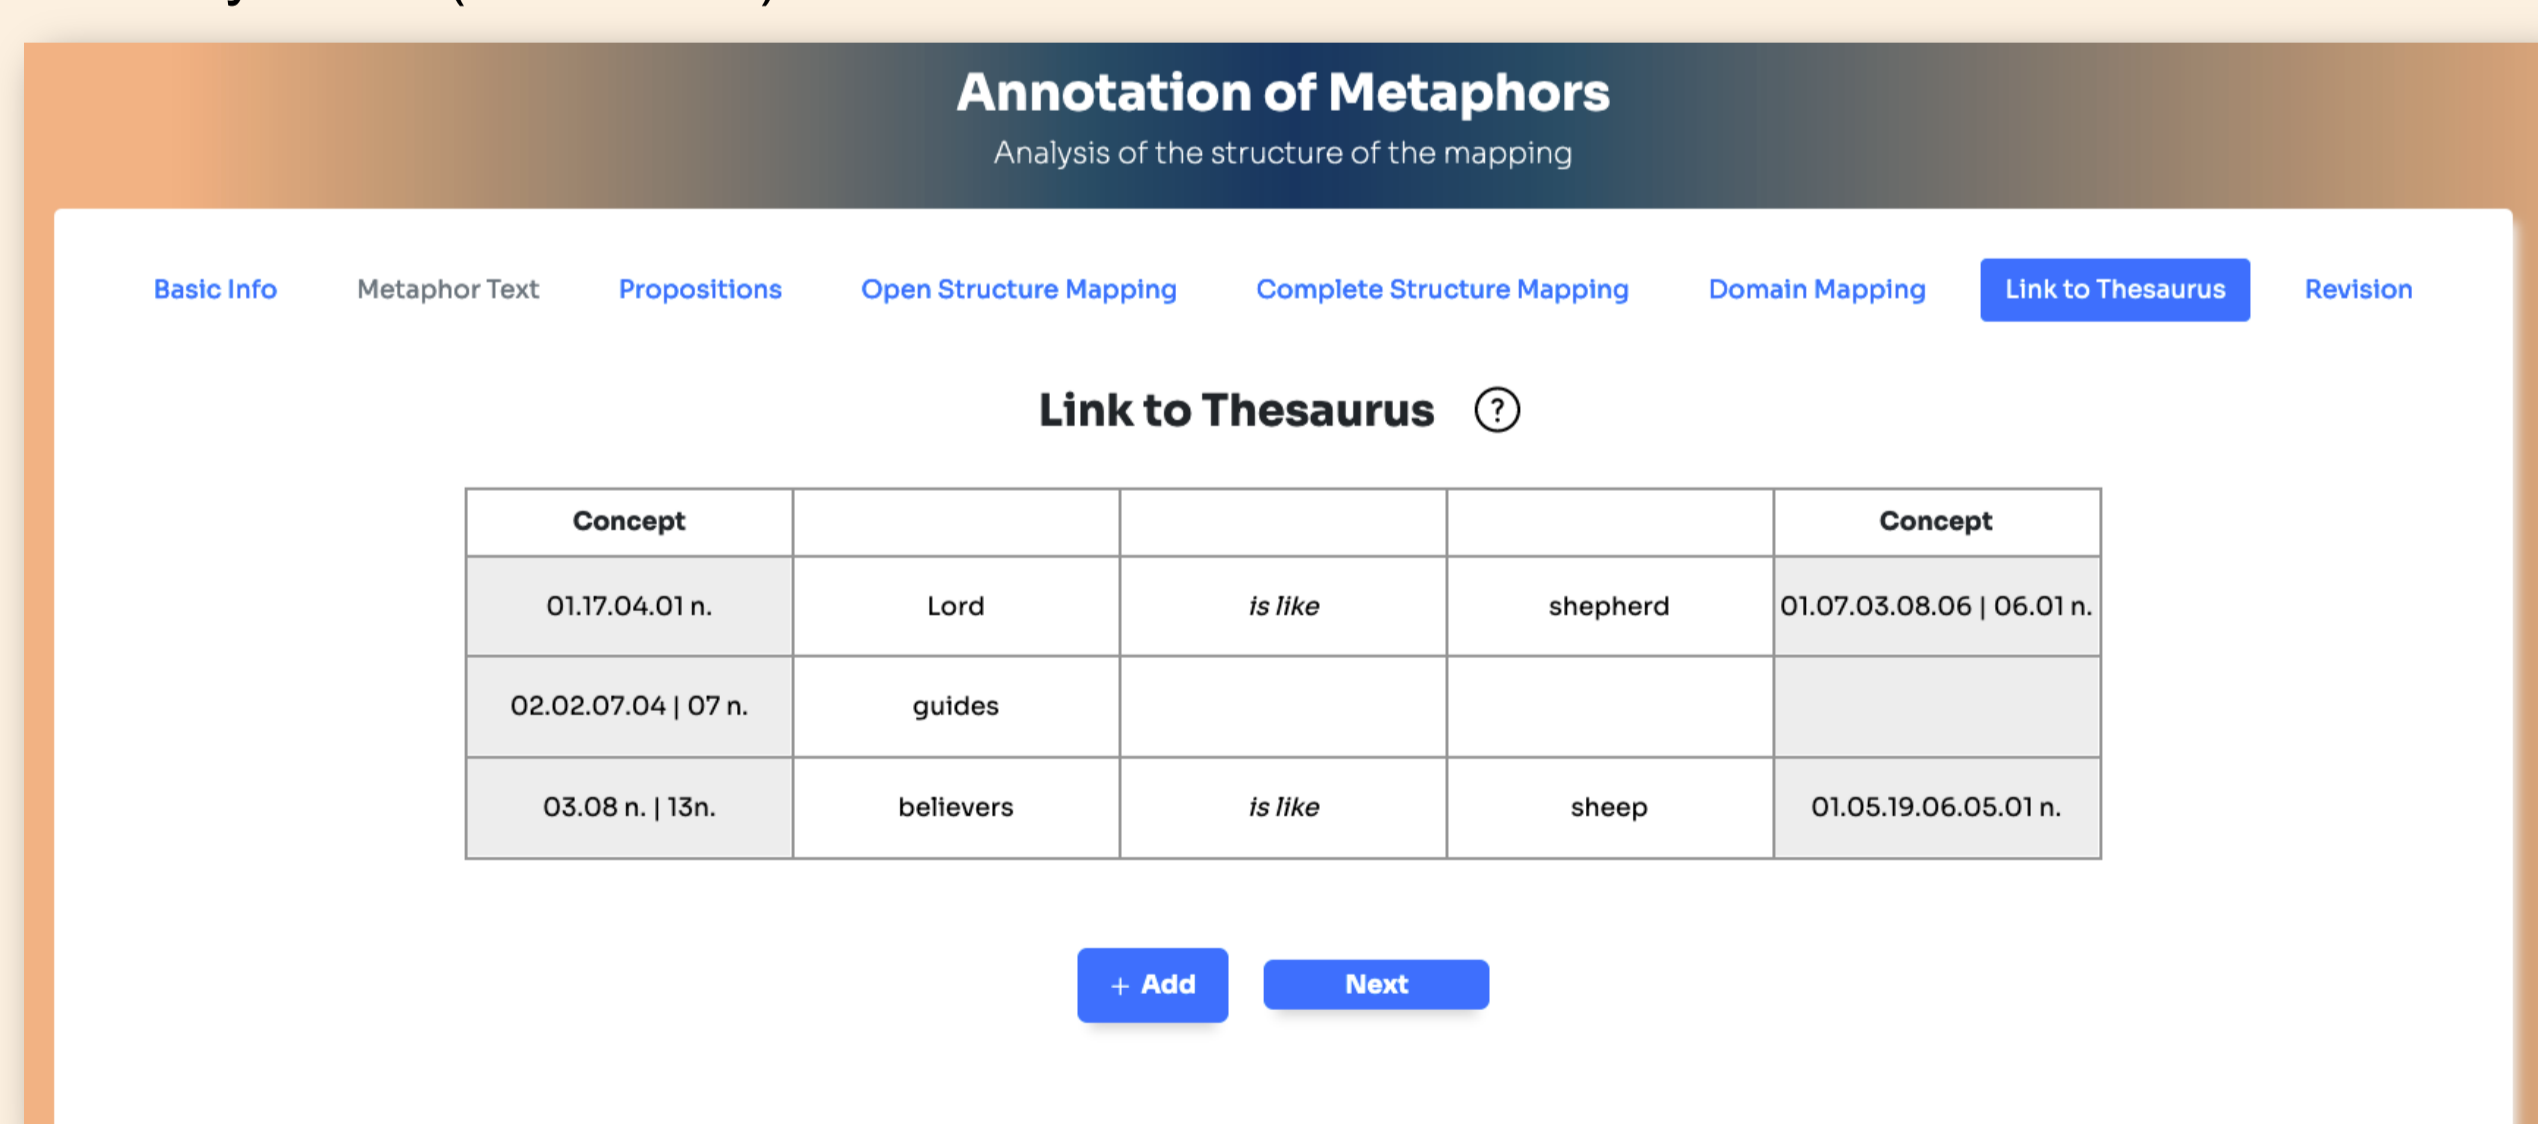 Annotation of Metaphors
Analysis of the structure of the mapping
Basic Info Metaphor Text Propositions Open Structure Mapping Complete Structure Mapping Domain Mapping Link to Thesaurus Revision
Link to Thesaurus ?
Concept Concept
01.17.04.01 n. Lord is like shepherd 01.07.03.08.06 | 06.01 n.
02.02.07.04 | 07 n. guides
03.08 n. | 13n. believers is like sheep 01.05.19.06.05.01 n.
+ Add Next